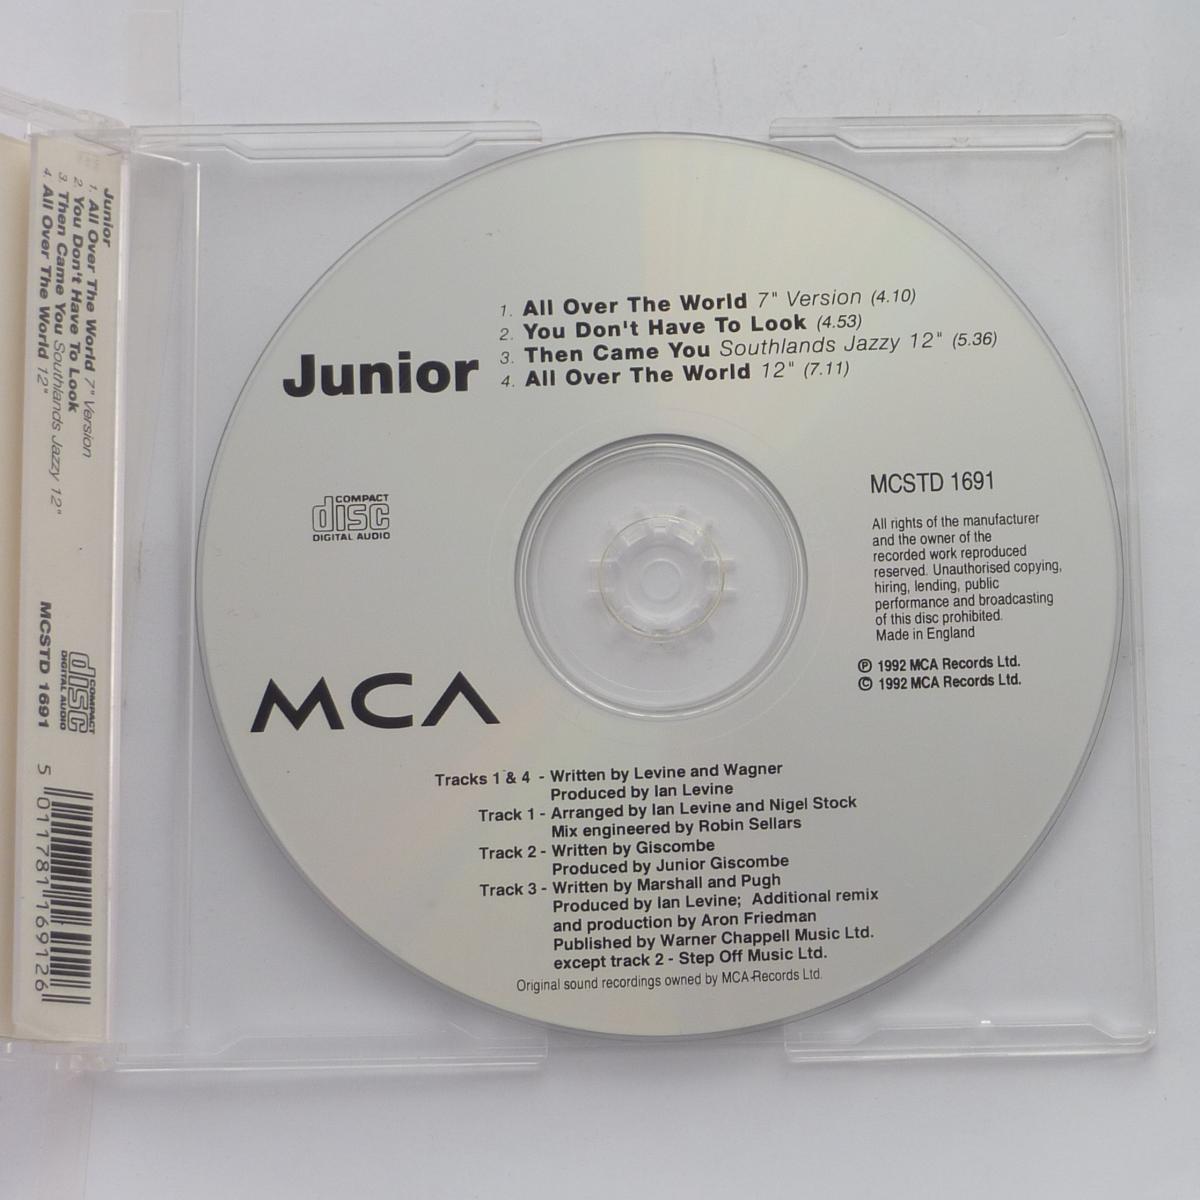 Junior
1. All Over The World 7" Version
2. You Don't Have To Look
3. Then Came You Southlands Jazzy 12"
4. All Over The World 12"
COMPACT
disc
DIGITAL AUDIO
MCSTD 1691
5 011781 169126
Junior
1. All Over The World 7" Version (4.10)
2. You Don't Have To Look (4.53)
3. Then Came You Southlands Jazzy 12" (5.36)
4. All Over The World 12" (7.11)
COMPACT
disc
DIGITAL AUDIO
MCSTD 1691
All rights of the manufacturer
and the owner of the
recorded work reproduced
reserved. Unauthorised copying,
hiring, lending, public
performance and broadcasting
of this disc prohibited.
Made in England
℗ 1992 MCA Records Ltd.
© 1992 MCA Records Ltd.
MCA
Tracks 1 & 4 - Written by Levine and Wagner
Produced by Ian Levine
Track 1 - Arranged by Ian Levine and Nigel Stock
Mix engineered by Robin Sellars
Track 2 - Written by Giscombe
Produced by Junior Giscombe
Track 3 - Written by Marshall and Pugh
Produced by Ian Levine; Additional remix
and production by Aron Friedman
Published by Warner Chappell Music Ltd.
except track 2 - Step Off Music Ltd.
Original sound recordings owned by MCA Records Ltd.